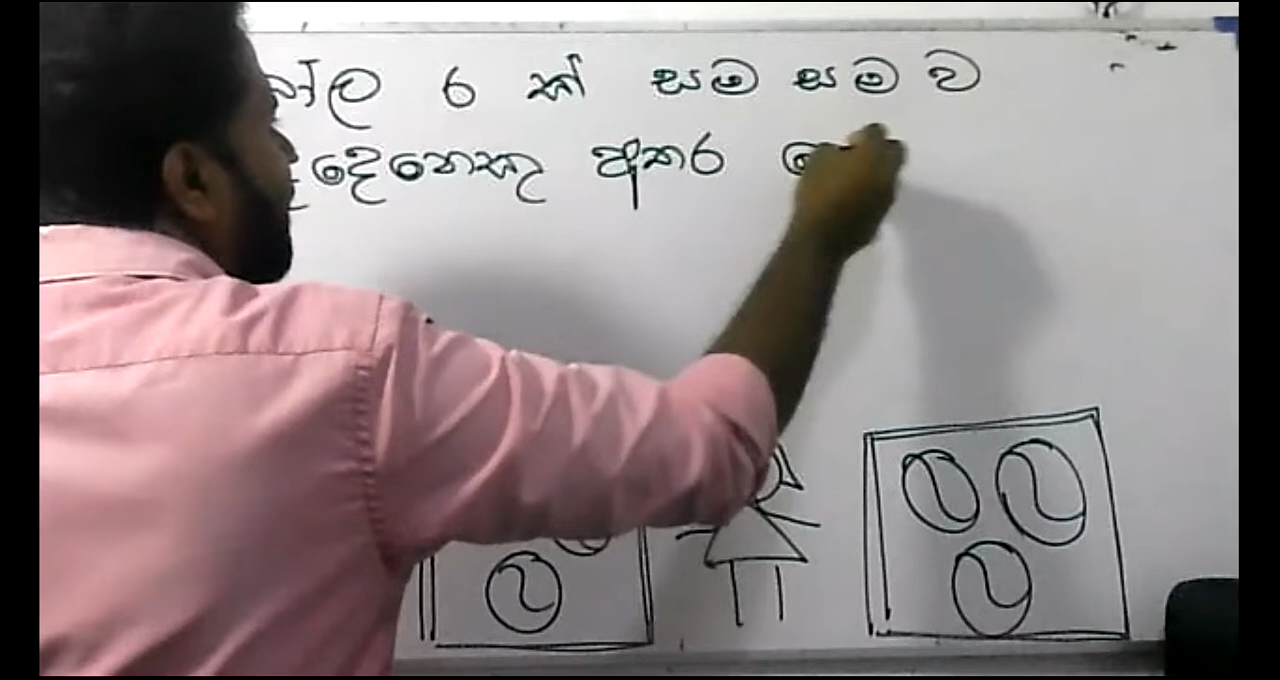 බෝල 6 ක් සම සම ව
දෙනෙකු අතර